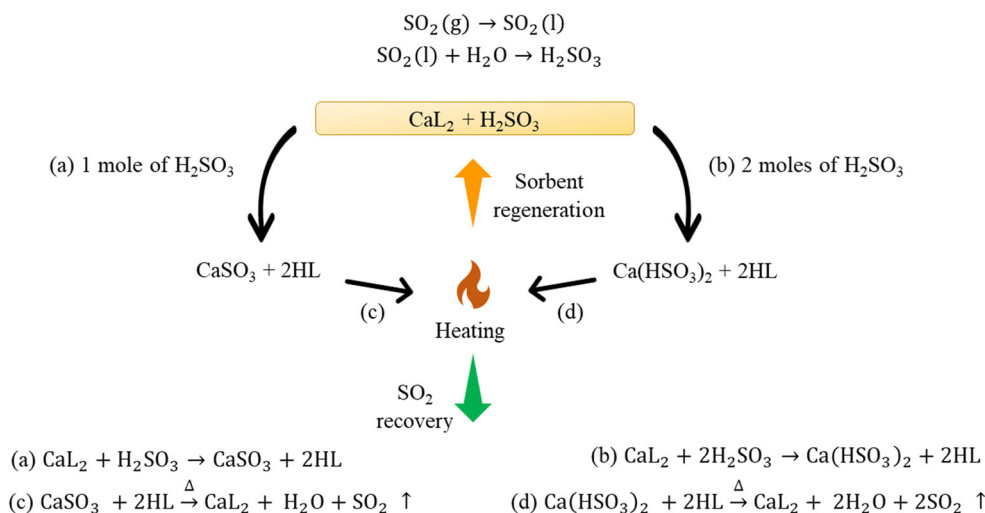 SO₂(g) → SO₂(l)
SO₂(l) + H₂O → H₂SO₃
CaL₂ + H₂SO₃
(a) 1 mole of H₂SO₃
(b) 2 moles of H₂SO₃
Sorbent
regeneration
CaSO₃ + 2HL
Ca(HSO₃)₂ + 2HL
(c)
(d)
Heating
SO₂
recovery
(a) CaL₂ + H₂SO₃ → CaSO₃ + 2HL
(b) CaL₂ + 2H₂SO₃ → Ca(HSO₃)₂ + 2HL
(c) CaSO₃ + 2HL →^Δ CaL₂ + H₂O + SO₂ ↑
(d) Ca(HSO₃)₂ + 2HL →^Δ CaL₂ + 2H₂O + 2SO₂ ↑